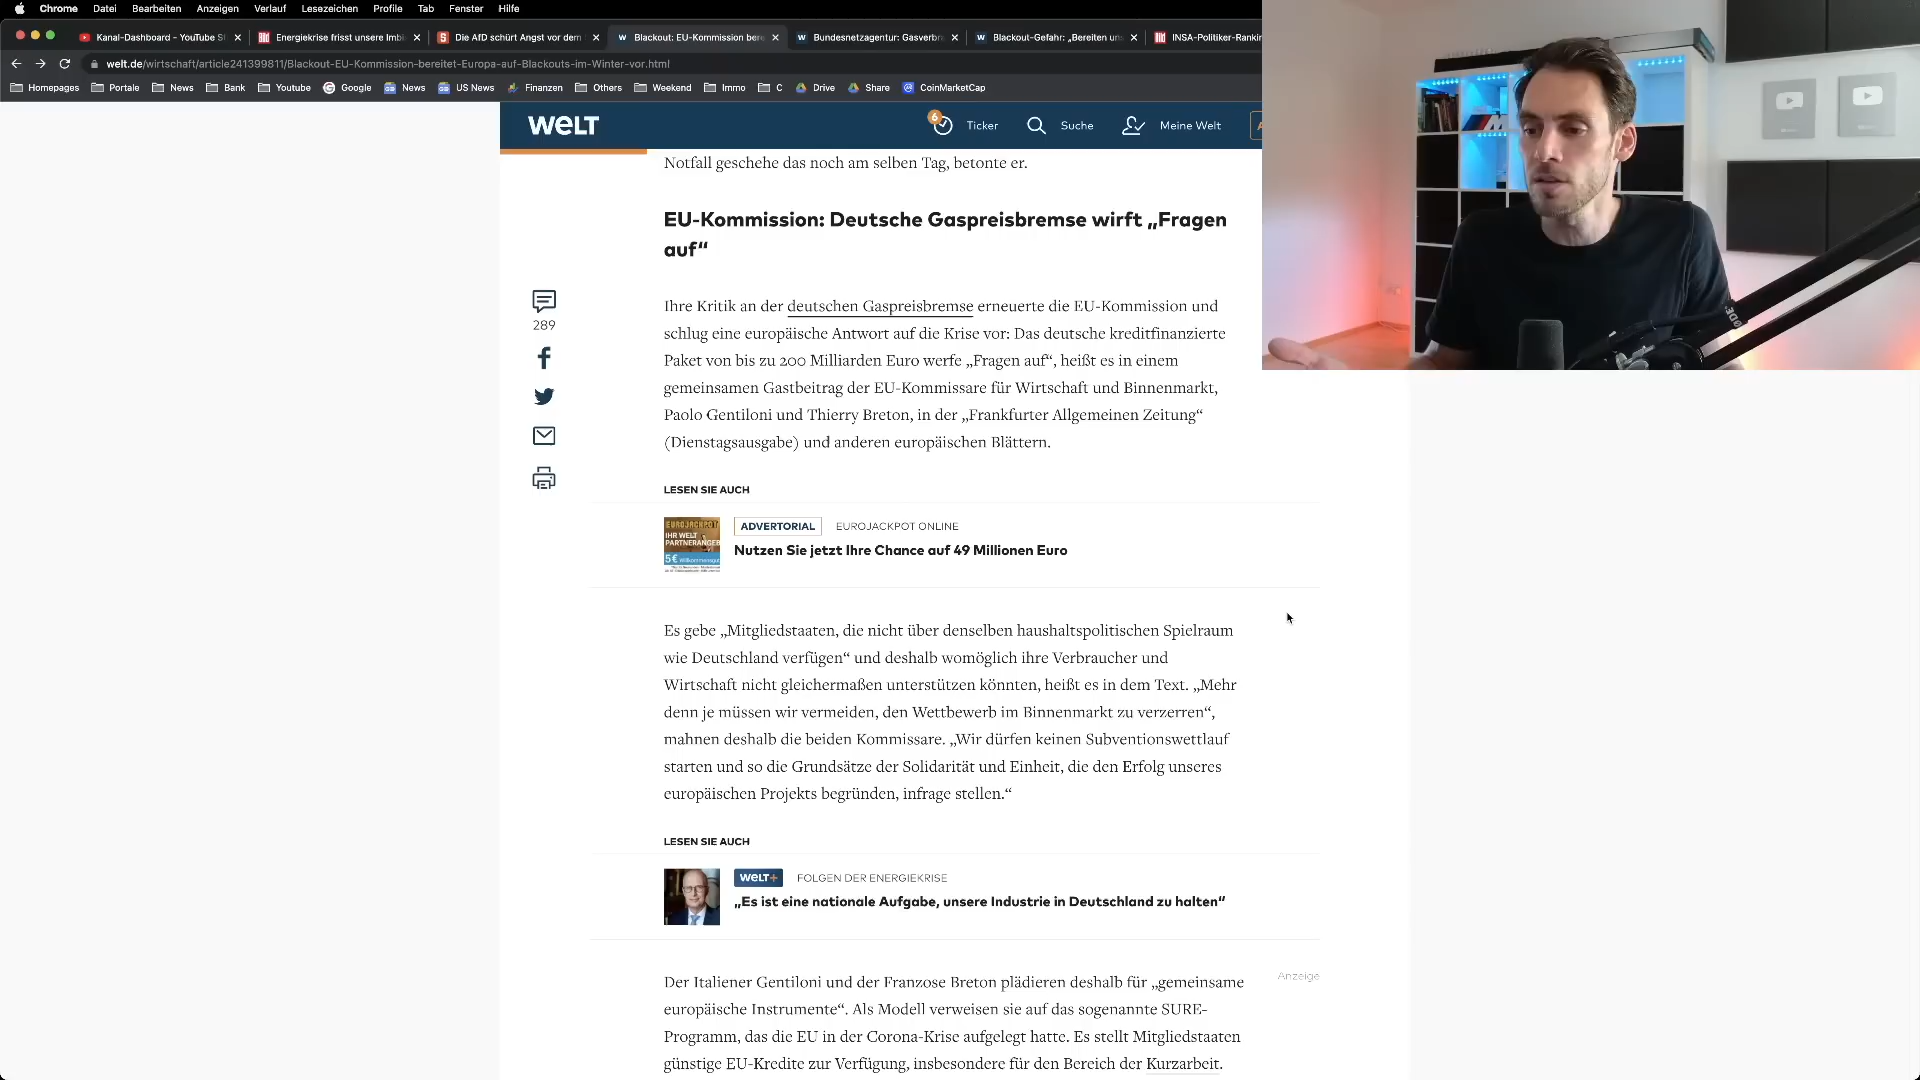 Chrome Datei Bearbeiten Anzeigen Verlauf Lesezeichen Profile Tab Fenster Hilfe
Kanal-Dashboard - YouTube St
Energiekrise frisst unsere Imbi
Die AfD schürt Angst vor dem
Blackout: EU-Kommission bere
Bundesnetzagentur: Gasverbr
Blackout-Gefahr: „Bereiten un
INSA-Politiker-Rankin
welt.de/wirtschaft/article241399811/Blackout-EU-Kommission-bereitet-Europa-auf-Blackouts-im-Winter-vor.html
Homepages Portale News Bank Youtube Google News US News Finanzen Others Weekend Immo C Drive Share CoinMarketCap
WELT
6
Ticker Suche Meine Welt A
Notfall geschehe das noch am selben Tag, betonte er.
EU-Kommission: Deutsche Gaspreisbremse wirft „Fragen
auf“
Ihre Kritik an der deutschen Gaspreisbremse erneuerte die EU-Kommission und
schlug eine europäische Antwort auf die Krise vor: Das deutsche kreditfinanzierte
Paket von bis zu 200 Milliarden Euro werfe „Fragen auf“, heißt es in einem
gemeinsamen Gastbeitrag der EU-Kommissare für Wirtschaft und Binnenmarkt,
Paolo Gentiloni und Thierry Breton, in der „Frankfurter Allgemeinen Zeitung“
(Dienstagsausgabe) und anderen europäischen Blättern.
289
LESEN SIE AUCH
EUROJACKPOT
IHR WELT
PARTNERANGEB
5€ Willkommensgut
ADVERTORIAL EUROJACKPOT ONLINE
Nutzen Sie jetzt Ihre Chance auf 49 Millionen Euro
Es gebe „Mitgliedstaaten, die nicht über denselben haushaltspolitischen Spielraum
wie Deutschland verfügen“ und deshalb womöglich ihre Verbraucher und
Wirtschaft nicht gleichermaßen unterstützen könnten, heißt es in dem Text. „Mehr
denn je müssen wir vermeiden, den Wettbewerb im Binnenmarkt zu verzerren“,
mahnen deshalb die beiden Kommissare. „Wir dürfen keinen Subventionswettlauf
starten und so die Grundsätze der Solidarität und Einheit, die den Erfolg unseres
europäischen Projekts begründen, infrage stellen.“
LESEN SIE AUCH
WELT+ FOLGEN DER ENERGIEKRISE
„Es ist eine nationale Aufgabe, unsere Industrie in Deutschland zu halten“
Anzeige
Der Italiener Gentiloni und der Franzose Breton plädieren deshalb für „gemeinsame
europäische Instrumente“. Als Modell verweisen sie auf das sogenannte SURE-
Programm, das die EU in der Corona-Krise aufgelegt hatte. Es stellt Mitgliedstaaten
günstige EU-Kredite zur Verfügung, insbesondere für den Bereich der Kurzarbeit.
RØDE